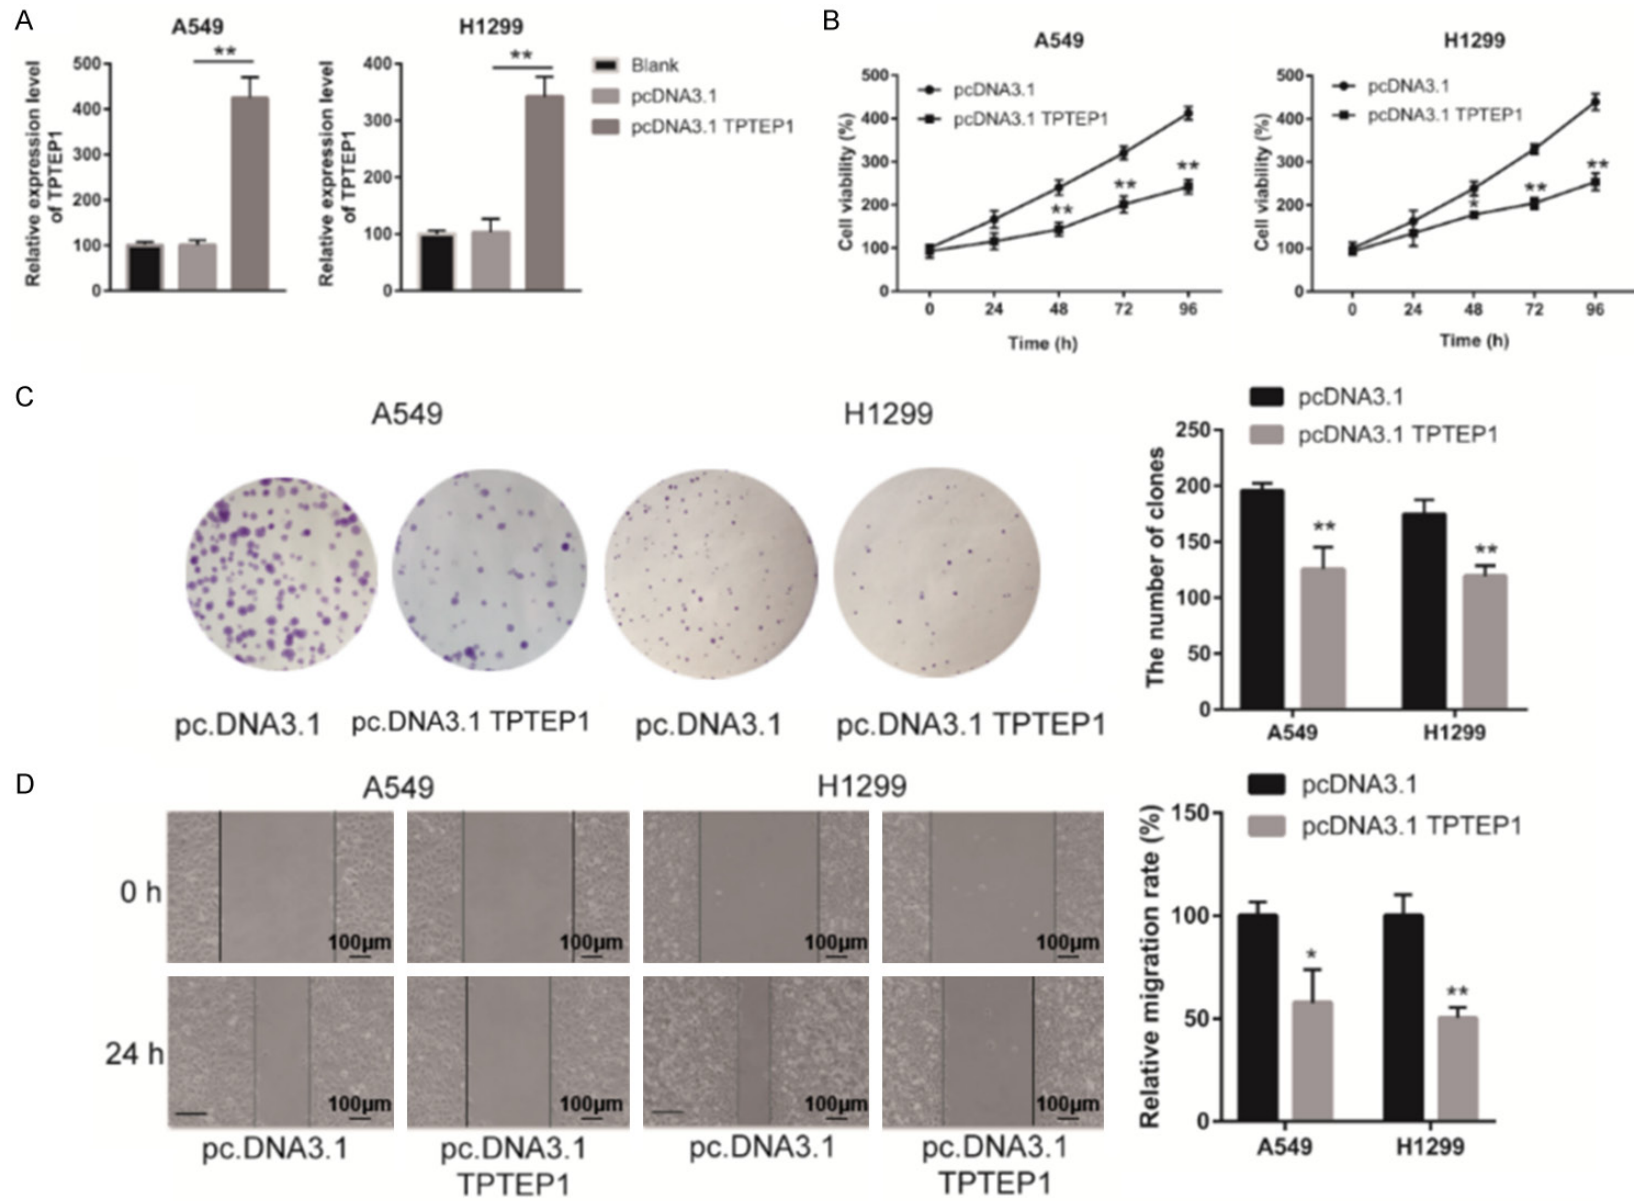 A
A549
**
Relative expression level
of TPTEP1
500
400
300
200
100
0
H1299
**
Relative expression level
of TPTEP1
400
300
200
100
0
Blank
pcDNA3.1
pcDNA3.1 TPTEP1
B
A549
Cell viability (%)
500
400
300
200
100
0
pcDNA3.1
pcDNA3.1 TPTEP1
**
**
**
0 24 48 72 96
Time (h)
H1299
Cell viability (%)
500
400
300
200
100
0
pcDNA3.1
pcDNA3.1 TPTEP1
*
**
**
0 24 48 72 96
Time (h)
C
A549
H1299
pc.DNA3.1
pc.DNA3.1 TPTEP1
pc.DNA3.1
pc.DNA3.1 TPTEP1
pcDNA3.1
pcDNA3.1 TPTEP1
The number of clones
250
200
150
100
50
0
**
**
A549 H1299
D
A549
H1299
0 h
100µm
100µm
100µm
100µm
24 h
100µm
100µm
100µm
100µm
pc.DNA3.1
pc.DNA3.1
TPTEP1
pc.DNA3.1
pc.DNA3.1
TPTEP1
pcDNA3.1
pcDNA3.1 TPTEP1
Relative migration rate (%)
150
100
50
0
*
**
A549 H1299